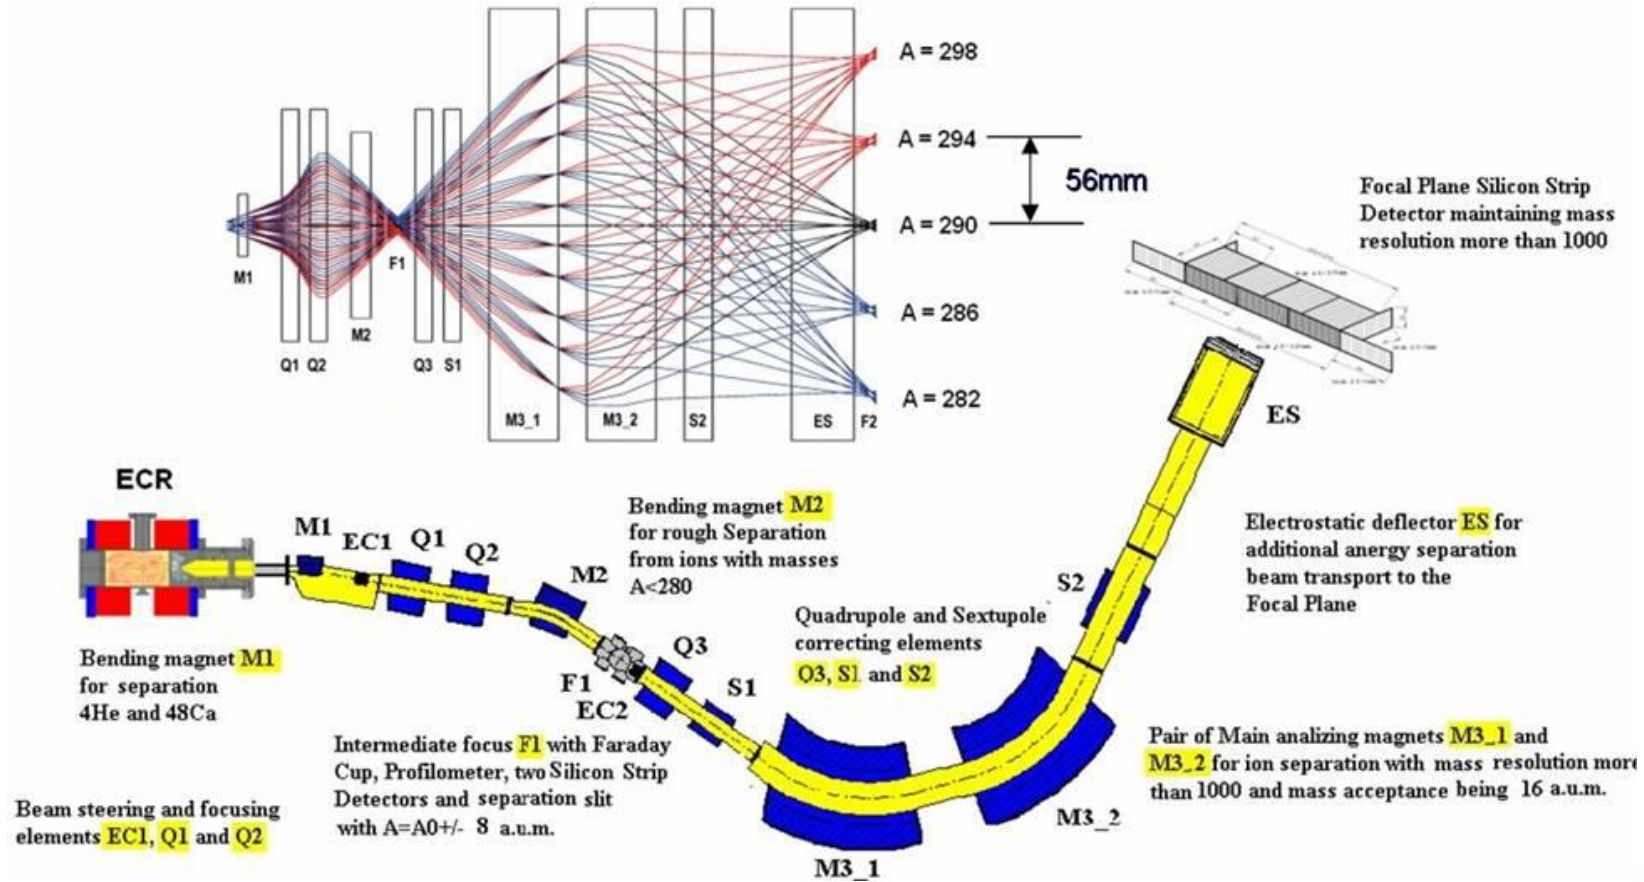 A = 298
A = 294
56mm
A = 290
A = 286
A = 282
M1
Q1
Q2
M2
F1
Q3
S1
M3_1
M3_2
S2
ES
F2
Focal Plane Silicon Strip
Detector maintaining mass
resolution more than 1000
ECR
M1
EC1
Q1
Q2
M2
F1
EC2
Q3
S1
M3_1
M3_2
S2
ES
Bending magnet M2
for rough Separation
from ions with masses
A<280
Electrostatic deflector ES for
additional anergy separation
beam transport to the
Focal Plane
Quadrupole and Sextupole
correcting elements
Q3, S1 and S2
Bending magnet M1
for separation
4He and 48Ca
Intermediate focus F1 with Faraday
Cup, Profilometer, two Silicon Strip
Detectors and separation slit
with A=A0+/- 8 a.u.m.
Pair of Main analizing magnets M3_1 and
M3_2 for ion separation with mass resolution more
than 1000 and mass acceptance being 16 a.u.m.
Beam steering and focusing
elements EC1, Q1 and Q2